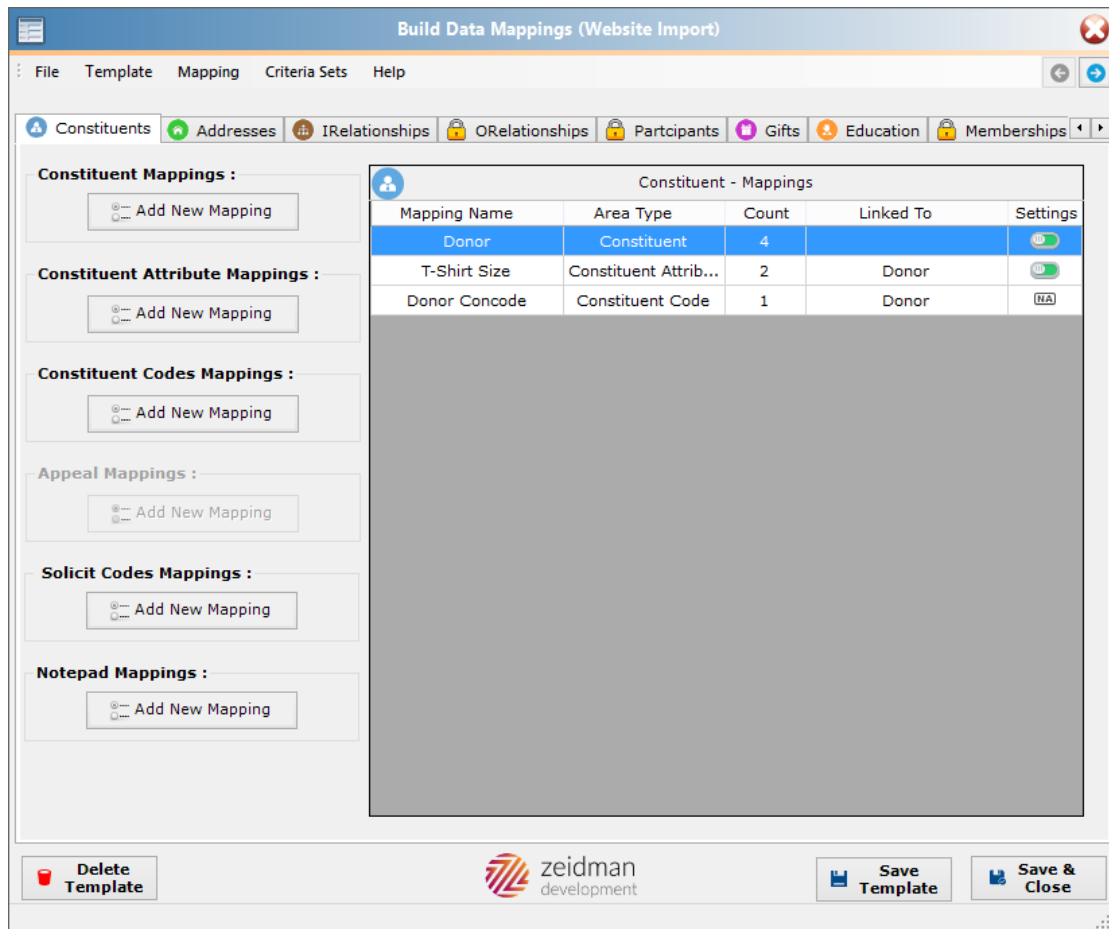 Build Data Mappings (Website Import)
File Template Mapping Criteria Sets Help
Constituents Addresses IRelationships ORelationships Partcipants Gifts Education Memberships
Constituent Mappings :
Add New Mapping
Constituent Attribute Mappings :
Add New Mapping
Constituent Codes Mappings :
Add New Mapping
Appeal Mappings :
Add New Mapping
Solicit Codes Mappings :
Add New Mapping
Notepad Mappings :
Add New Mapping
Constituent - Mappings
Mapping Name Area Type Count Linked To Settings
Donor Constituent 4
T-Shirt Size Constituent Attrib... 2 Donor
Donor Concode Constituent Code 1 Donor NA
Delete
Template
zeidman
development
Save
Template
Save &
Close